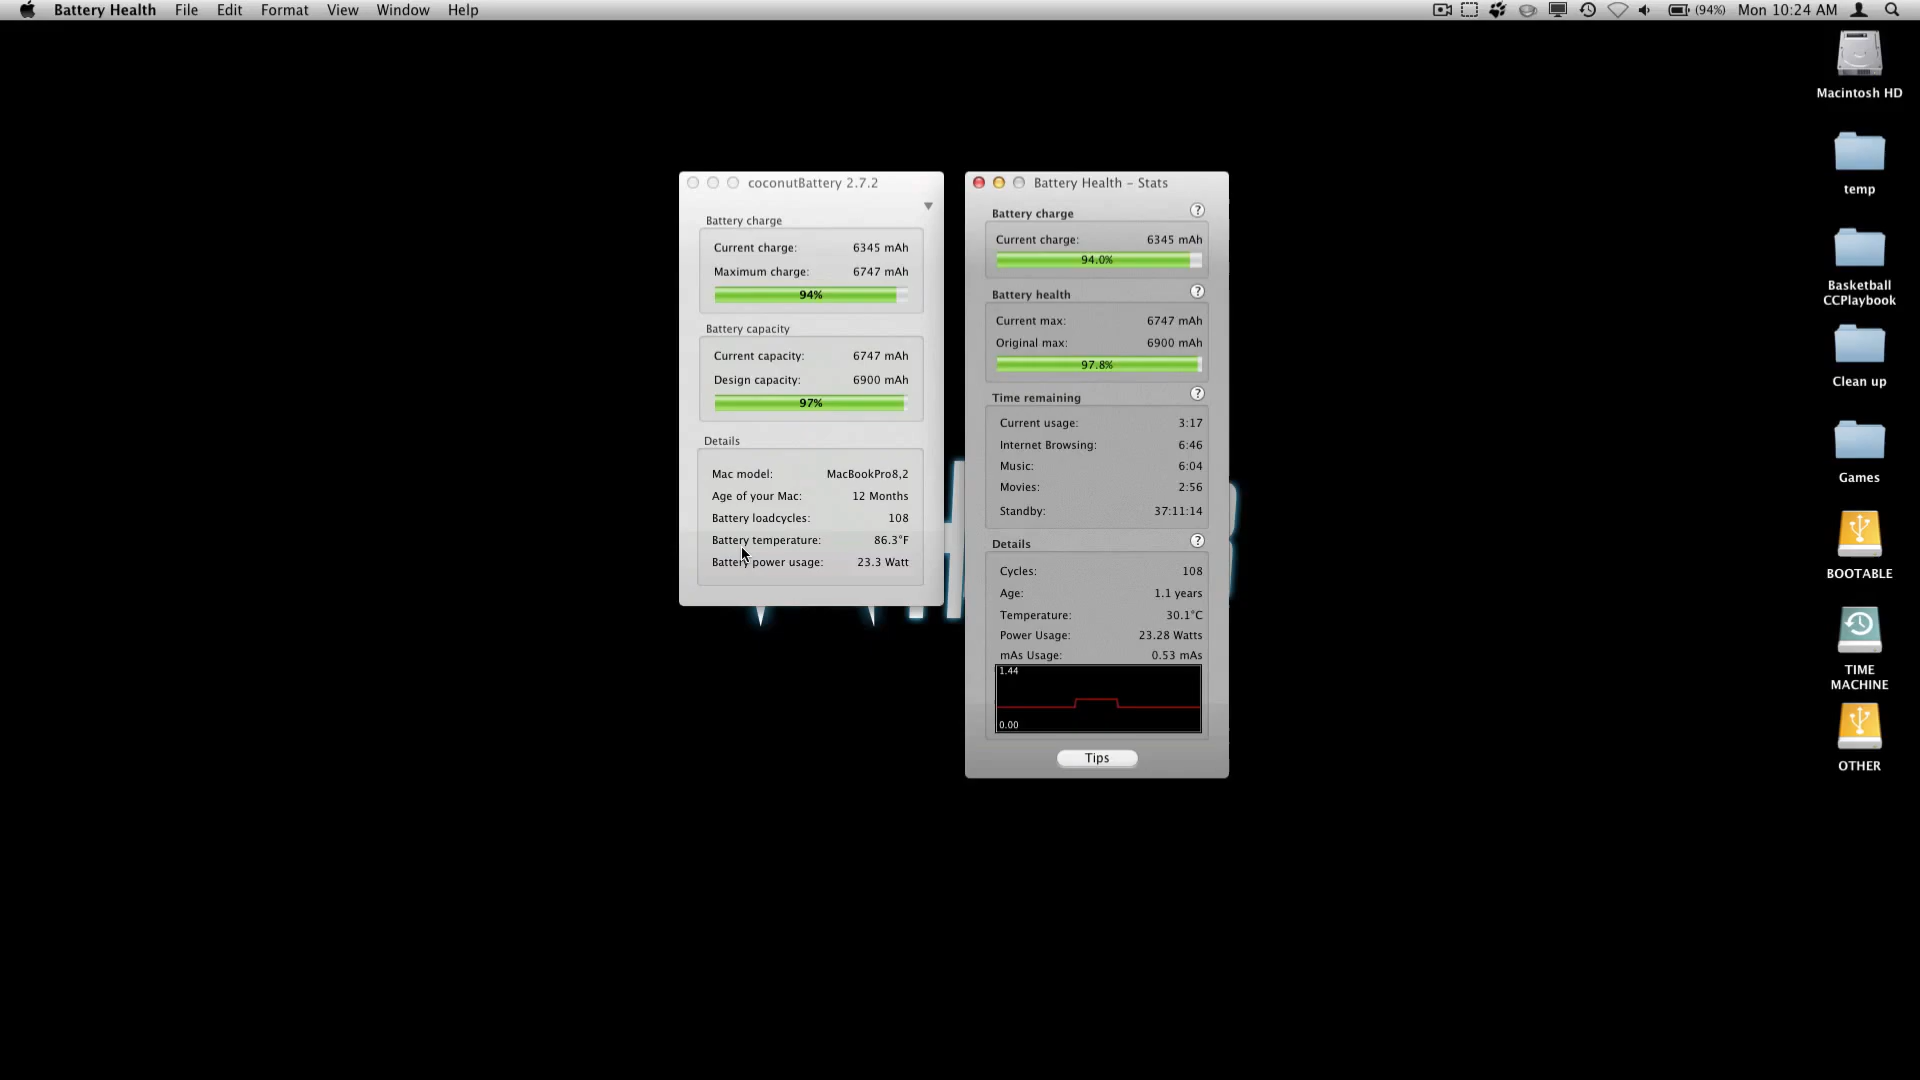 Battery Health File Edit Format View Window Help (94%) Mon 10:24 AM
Macintosh HD
temp
Basketball
CCPlaybook
Clean up
Games
BOOTABLE
TIME
MACHINE
OTHER
coconutBattery 2.7.2
Battery charge
Current charge: 6345 mAh
Maximum charge: 6747 mAh
94%
Battery capacity
Current capacity: 6747 mAh
Design capacity: 6900 mAh
97%
Details
Mac model: MacBookPro8,2
Age of your Mac: 12 Months
Battery loadcycles: 108
Battery temperature: 86.3°F
Battery power usage: 23.3 Watt
Battery Health – Stats
Battery charge ?
Current charge: 6345 mAh
94.0%
Battery health ?
Current max: 6747 mAh
Original max: 6900 mAh
97.8%
Time remaining ?
Current usage: 3:17
Internet Browsing: 6:46
Music: 6:04
Movies: 2:56
Standby: 37:11:14
Details ?
Cycles: 108
Age: 1.1 years
Temperature: 30.1°C
Power Usage: 23.28 Watts
mAs Usage: 0.53 mAs
1.44
0.00
Tips